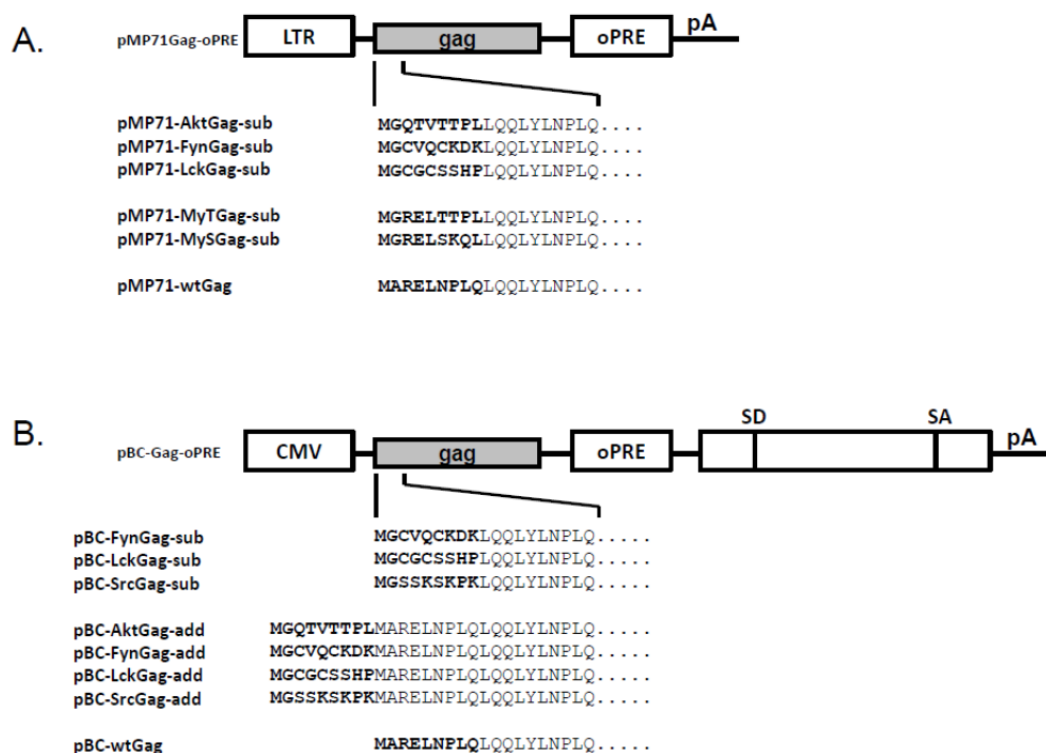 A.
pMP71Gag-oPRE LTR gag oPRE pA
pMP71-AktGag-sub MGQTVTTPLLQQLYLNPLQ....
pMP71-FynGag-sub MGCVQCKDKLQQLYLNPLQ....
pMP71-LckGag-sub MGCGCSSHPLQQLYLNPLQ....
pMP71-MyTGag-sub MGRELTTPLLQQLYLNPLQ....
pMP71-MySGag-sub MGRELSKQLLQQLYLNPLQ....
pMP71-wtGag MARELNPLQLQQLYLNPLQ....
B.
SD SA
pBC-Gag-oPRE CMV gag oPRE pA
pBC-FynGag-sub MGCVQCKDKLQQLYLNPLQ.....
pBC-LckGag-sub MGCGCSSHPLQQLYLNPLQ.....
pBC-SrcGag-sub MGSSKSKPKLQQLYLNPLQ.....
pBC-AktGag-add MGQTVTTPLMARELNPLQLQQLYLNPLQ.....
pBC-FynGag-add MGCVQCKDKMARELNPLQLQQLYLNPLQ.....
pBC-LckGag-add MGCGCSSHPMARELNPLQLQQLYLNPLQ.....
pBC-SrcGag-add MGSSKSKPKMARELNPLQLQQLYLNPLQ.....
pBC-wtGag MARELNPLQLQQLYLNPLQ.....